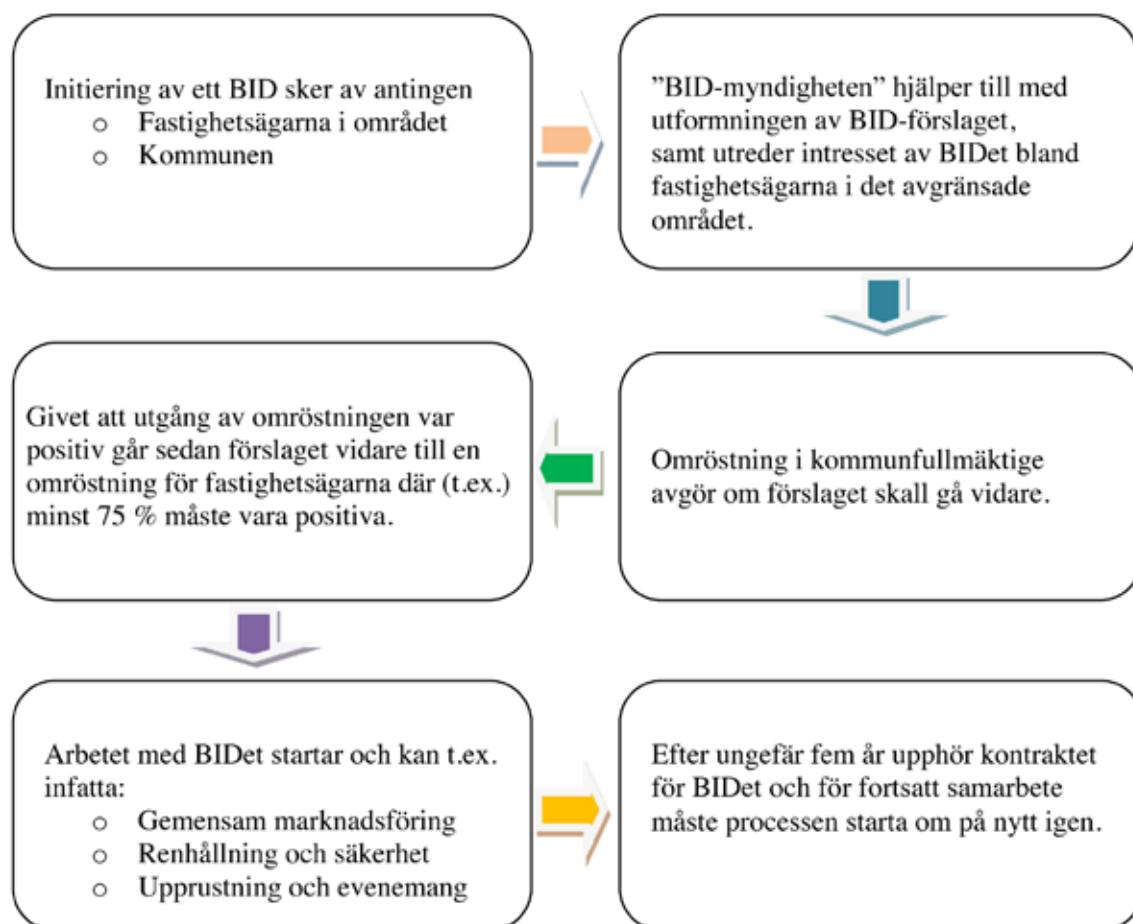 Initiering av ett BID sker av antingen
o Fastighetsägarna i området
o Kommunen
”BID-myndigheten” hjälper till med
utformningen av BID-förslaget,
samt utreder intresset av BIDet bland
fastighetsägarna i det avgränsade
området.
Omröstning i kommunfullmäktige
avgör om förslaget skall gå vidare.
Givet att utgång av omröstningen var
positiv går sedan förslaget vidare till en
omröstning för fastighetsägarna där (t.ex.)
minst 75 % måste vara positiva.
Arbetet med BIDet startar och kan t.ex.
infatta:
o Gemensam marknadsföring
o Renhållning och säkerhet
o Upprustning och evenemang
Efter ungefär fem år upphör kontraktet
för BIDet och för fortsatt samarbete
måste processen starta om på nytt igen.